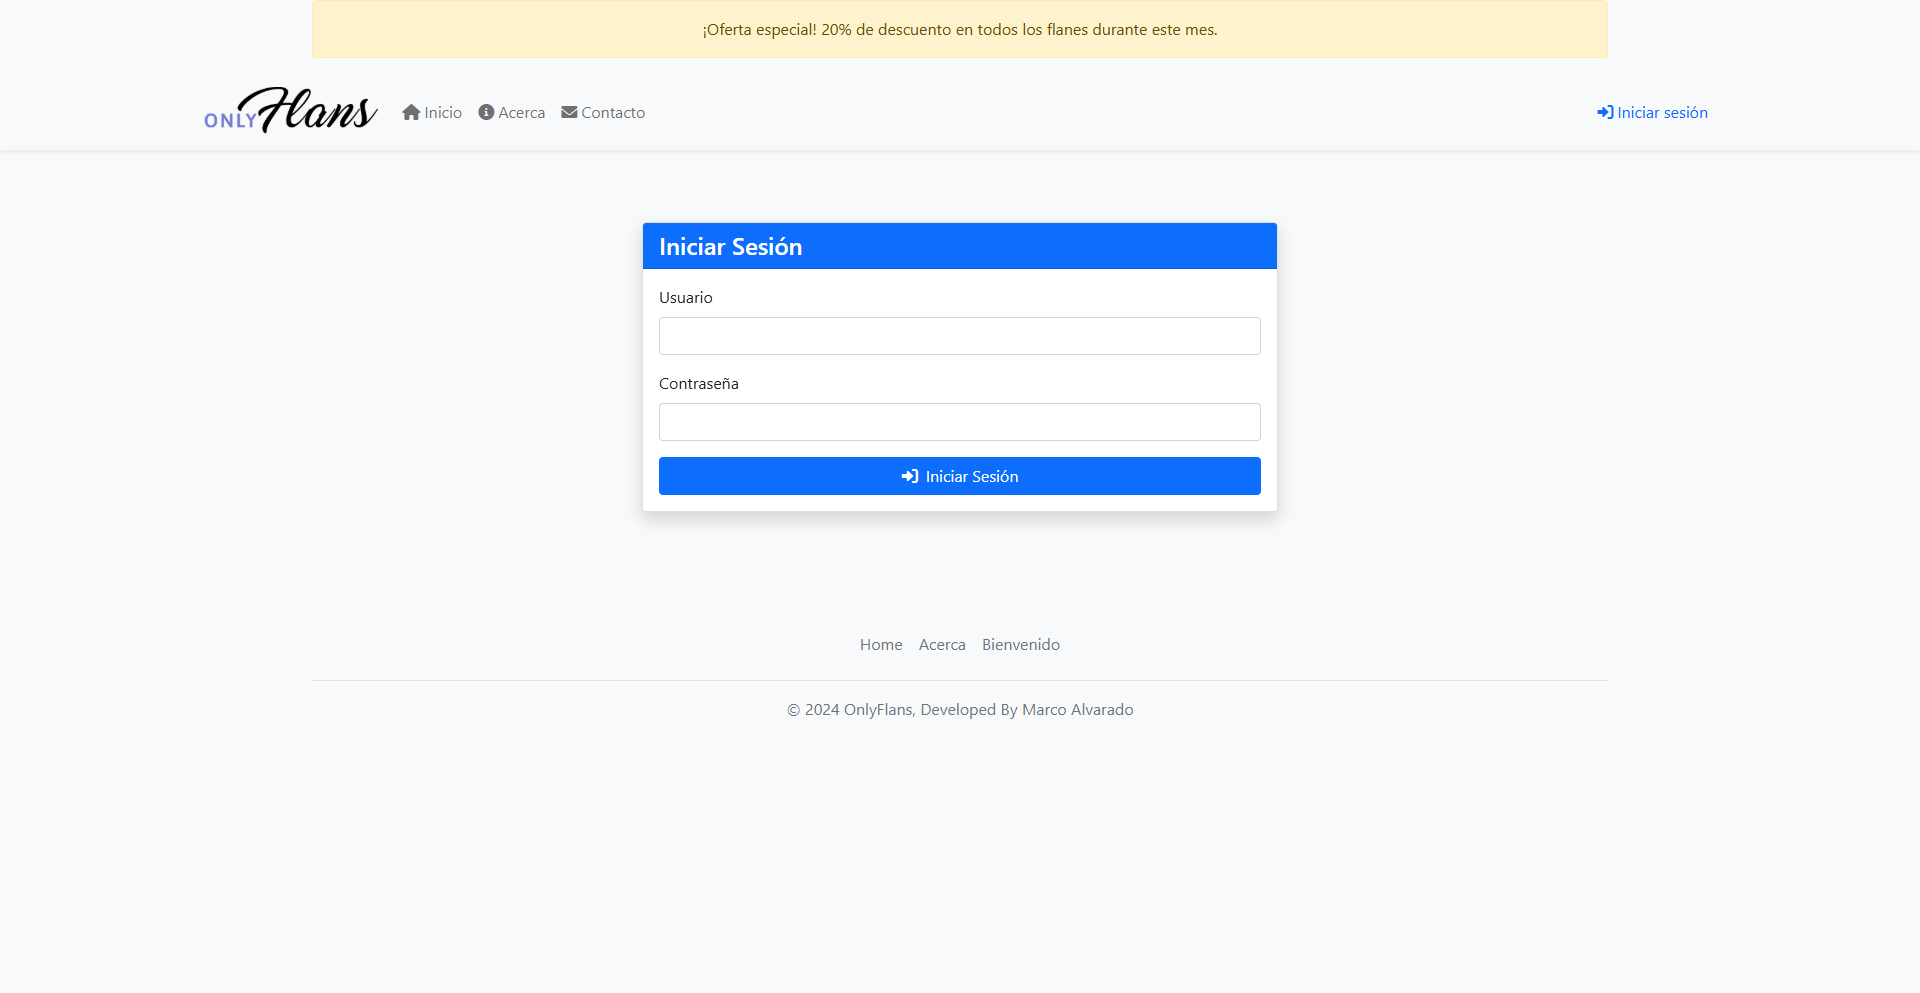 ¡Oferta especial! 20% de descuento en todos los flanes durante este mes.
ONLY Flans Inicio Acerca Contacto Iniciar sesión
Iniciar Sesión
Usuario
Contraseña
Iniciar Sesión
Home Acerca Bienvenido
© 2024 OnlyFlans, Developed By Marco Alvarado